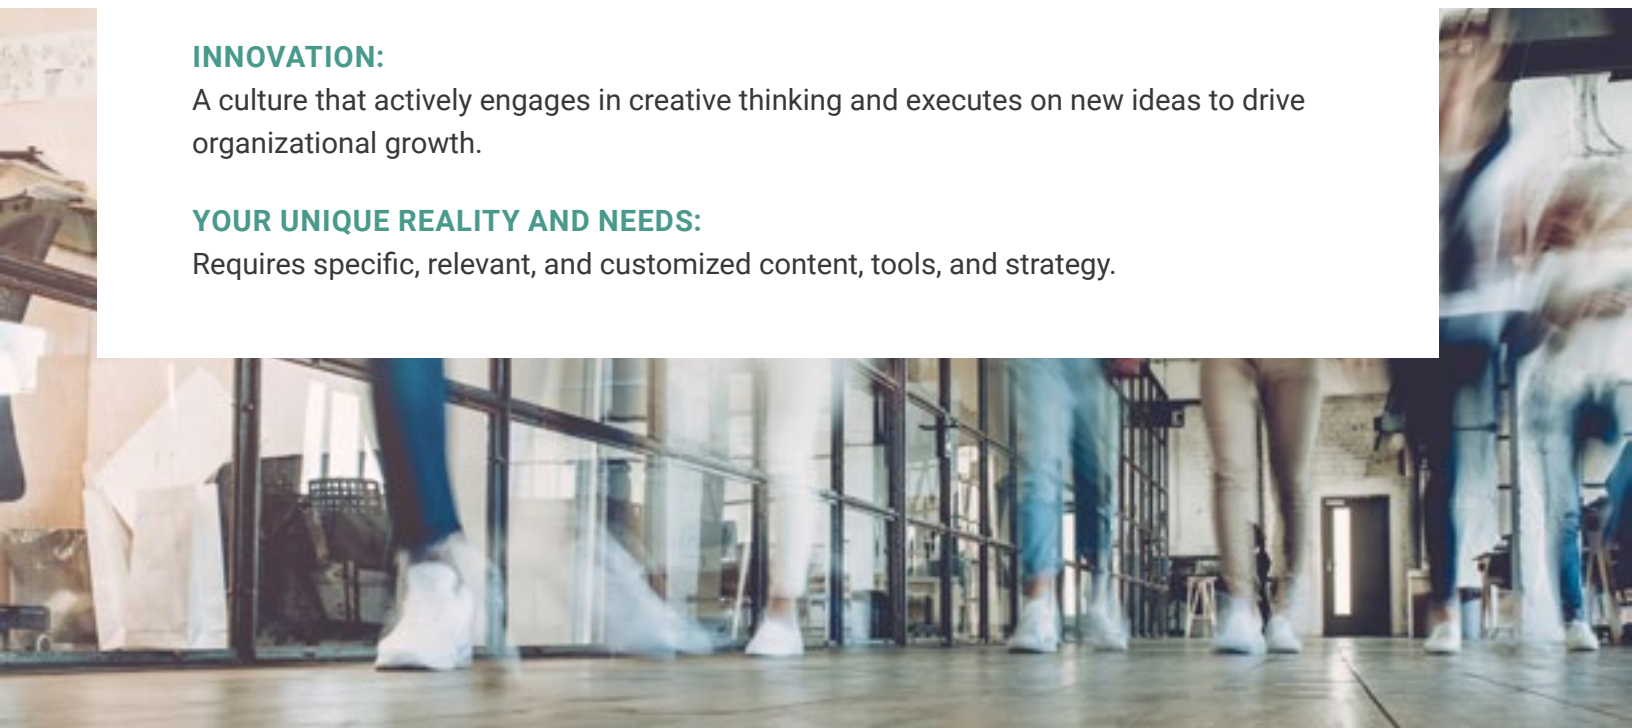 INNOVATION:
A culture that actively engages in creative thinking and executes on new ideas to drive
organizational growth.
YOUR UNIQUE REALITY AND NEEDS:
Requires specific, relevant, and customized content, tools, and strategy.